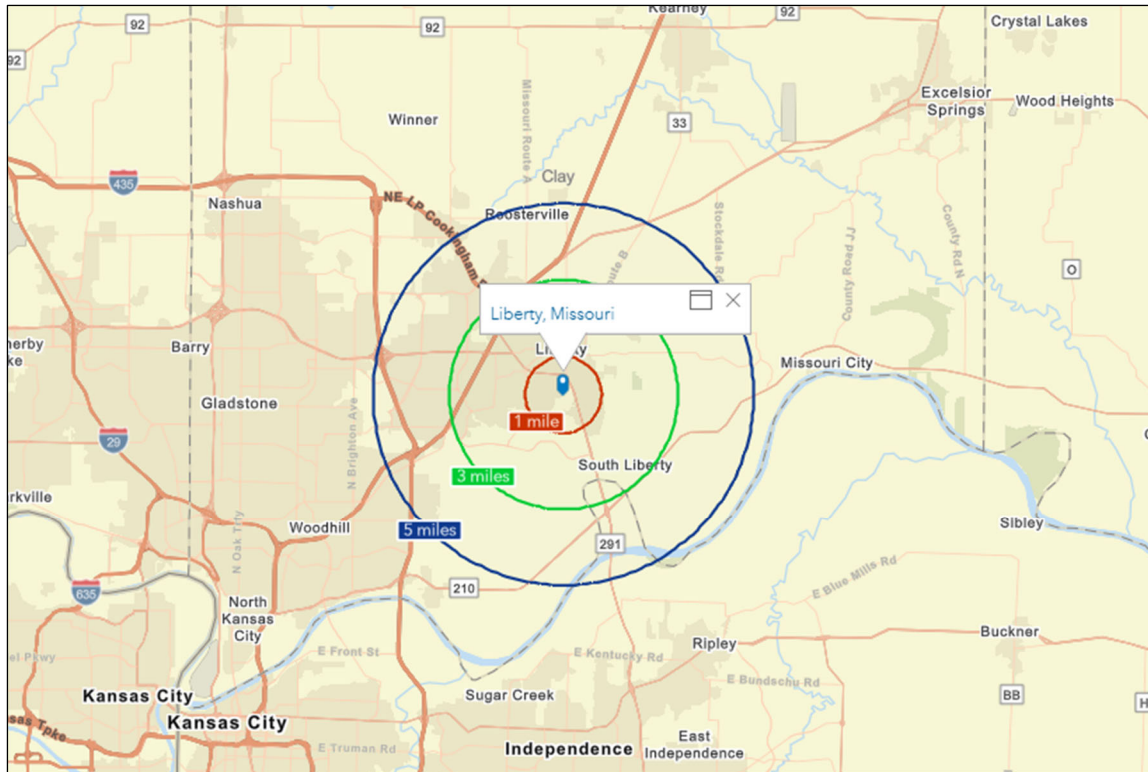 92
92
92
Kearney
92
Crystal Lakes
Excelsior
Springs
Wood Heights
33
Winner
Missouri Route A
Clay
435
Nashua
NE LP Cookingham
Roosterville
Stockdale Rd
County Road JJ
County Rd N
O
Liberty, Missouri
Barry
Missouri City
Gladstone
1 mile
N Brighton Ave
29
South Liberty
3 miles
Woodhill
5 miles
291
Sibley
N Oak Trfy
635
210
E Blue Mills Rd
North
Kansas
City
E Front St
E Kentucky Rd
Ripley
Buckner
E Bundschu Rd
Kansas City
Sugar Creek
BB
Kansas City
E Truman Rd
Independence
East
Independence